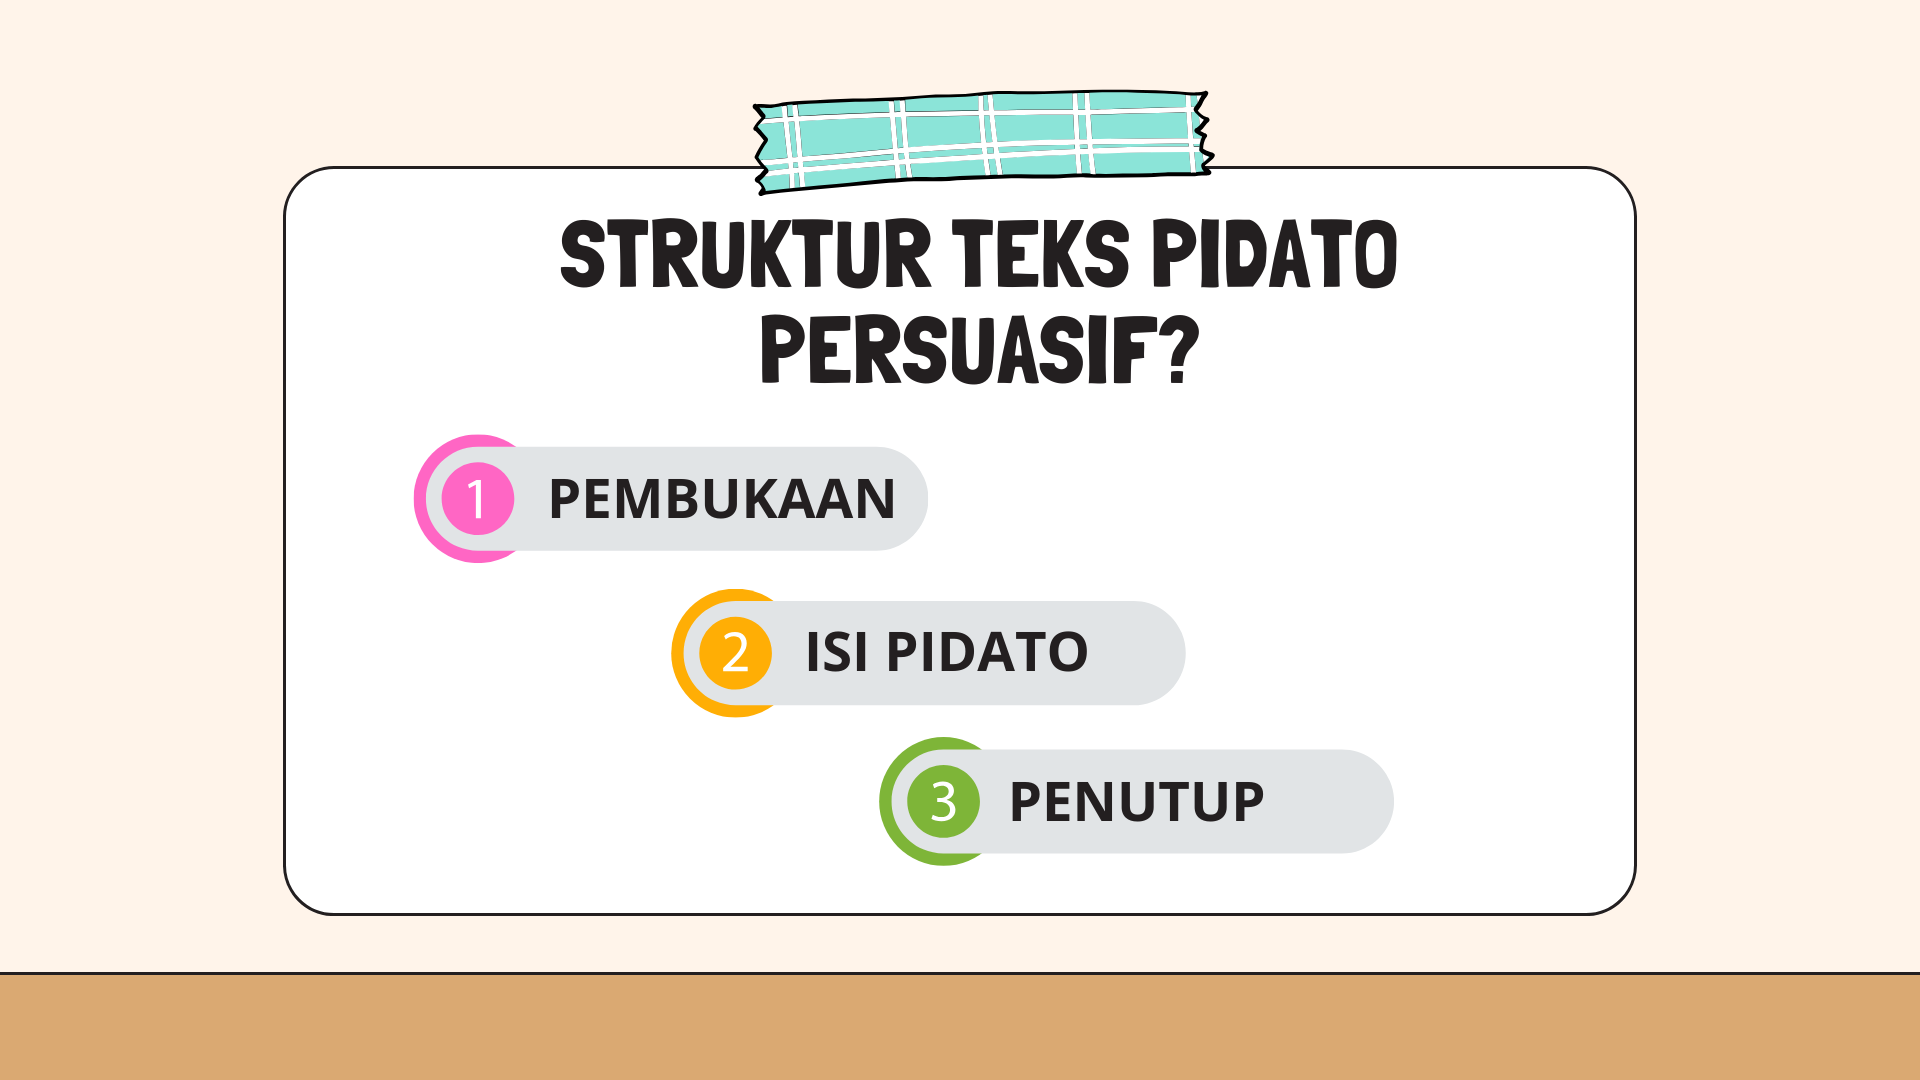 STRUKTUR TEKS PIDATO
PERSUASIF?
1 PEMBUKAAN
2 ISI PIDATO
3 PENUTUP